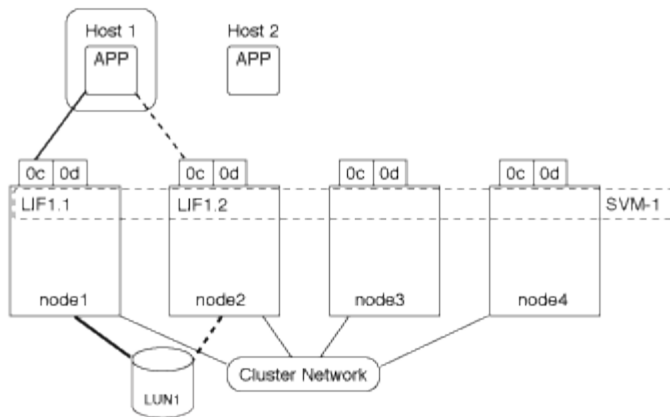 Host 1 Host 2
APP APP
0c 0d 0c 0d 0c 0d 0c 0d
LIF1.1 LIF1.2 SVM-1
node1 node2 node3 node4
Cluster Network
LUN1